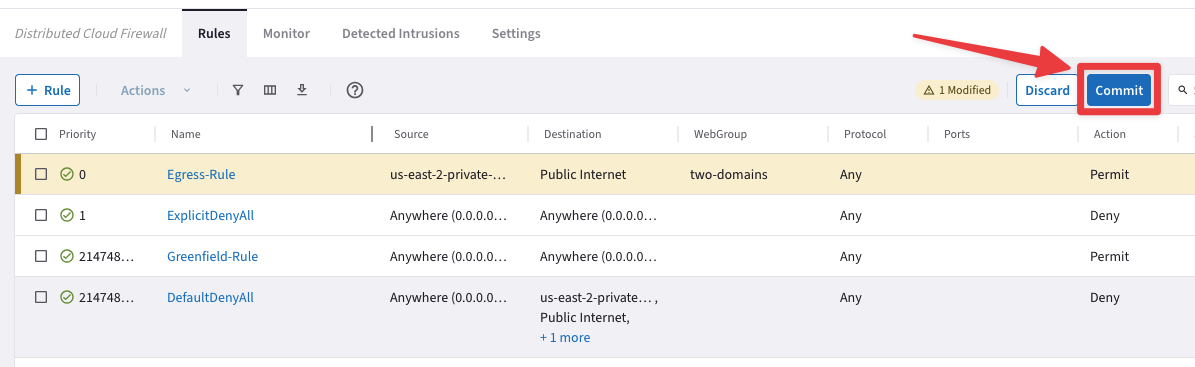 Distributed Cloud Firewall Rules Monitor Detected Intrusions Settings
+ Rule Actions 1 Modified Discard Commit
Priority Name Source Destination WebGroup Protocol Ports Action
0 Egress-Rule us-east-2-private-... Public Internet two-domains Any Permit
1 ExplicitDenyAll Anywhere (0.0.0.0... Anywhere (0.0.0.0... Any Deny
214748... Greenfield-Rule Anywhere (0.0.0.0... Anywhere (0.0.0.0... Any Permit
214748... DefaultDenyAll Anywhere (0.0.0.0... us-east-2-private... , Any Deny
Public Internet,
+ 1 more